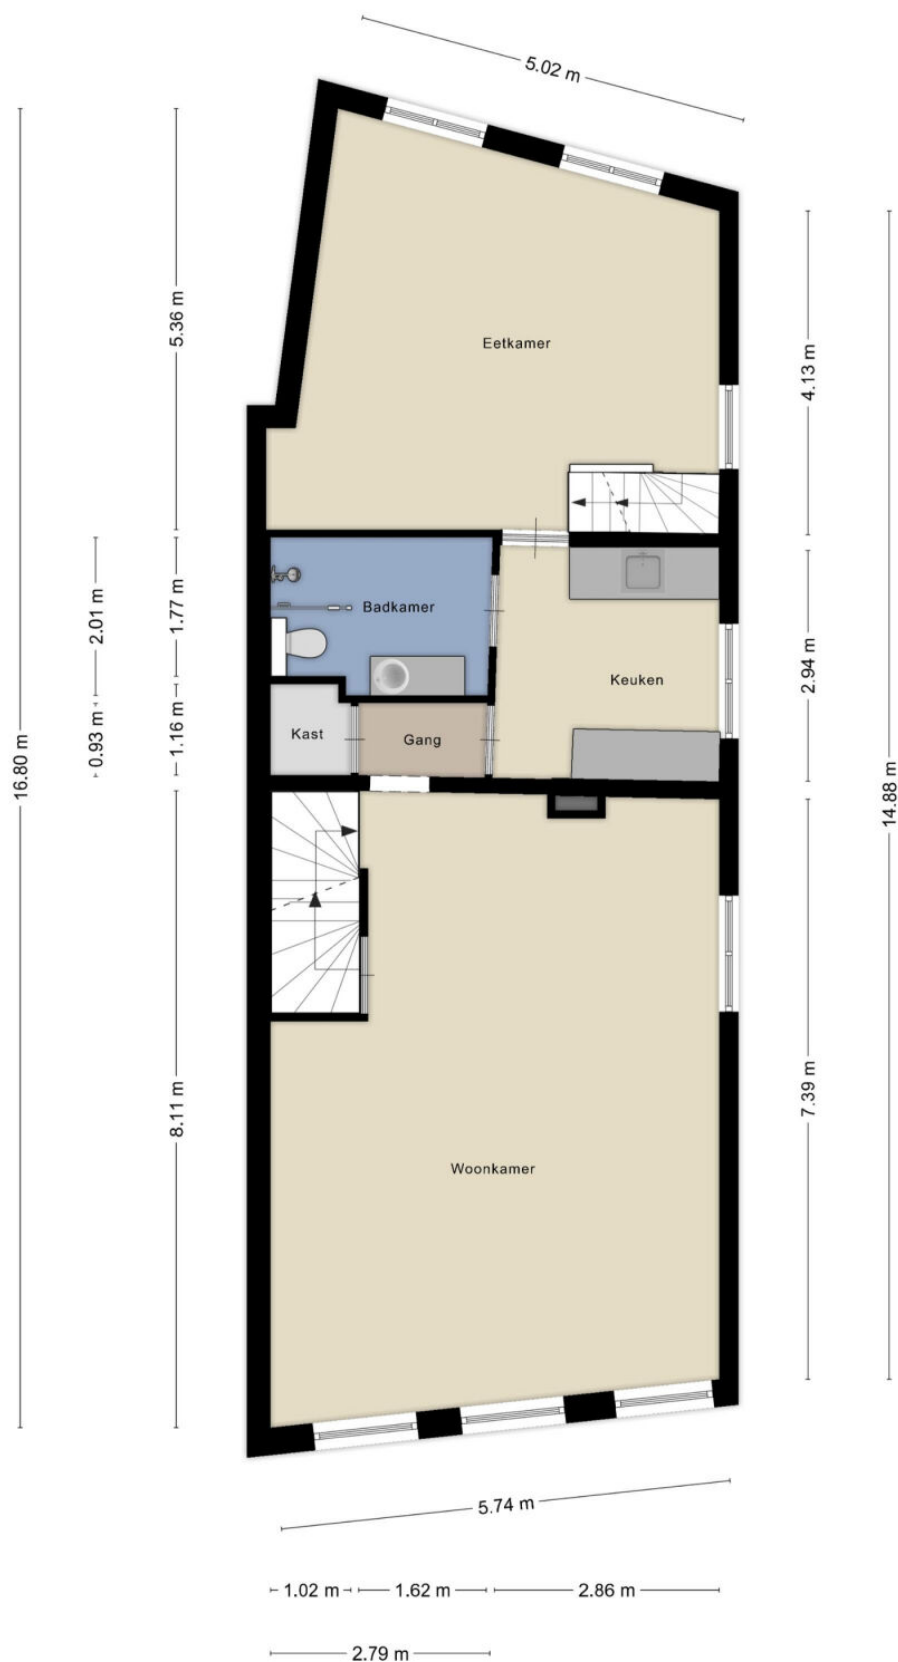 5.02 m
5.36 m
Eetkamer
4.13 m
2.01 m
1.77 m
Badkamer
2.94 m
Keuken
0.93 m
1.16 m
Kast
Gang
16.80 m
14.88 m
7.39 m
8.11 m
Woonkamer
5.74 m
1.02 m
1.62 m
2.86 m
2.79 m